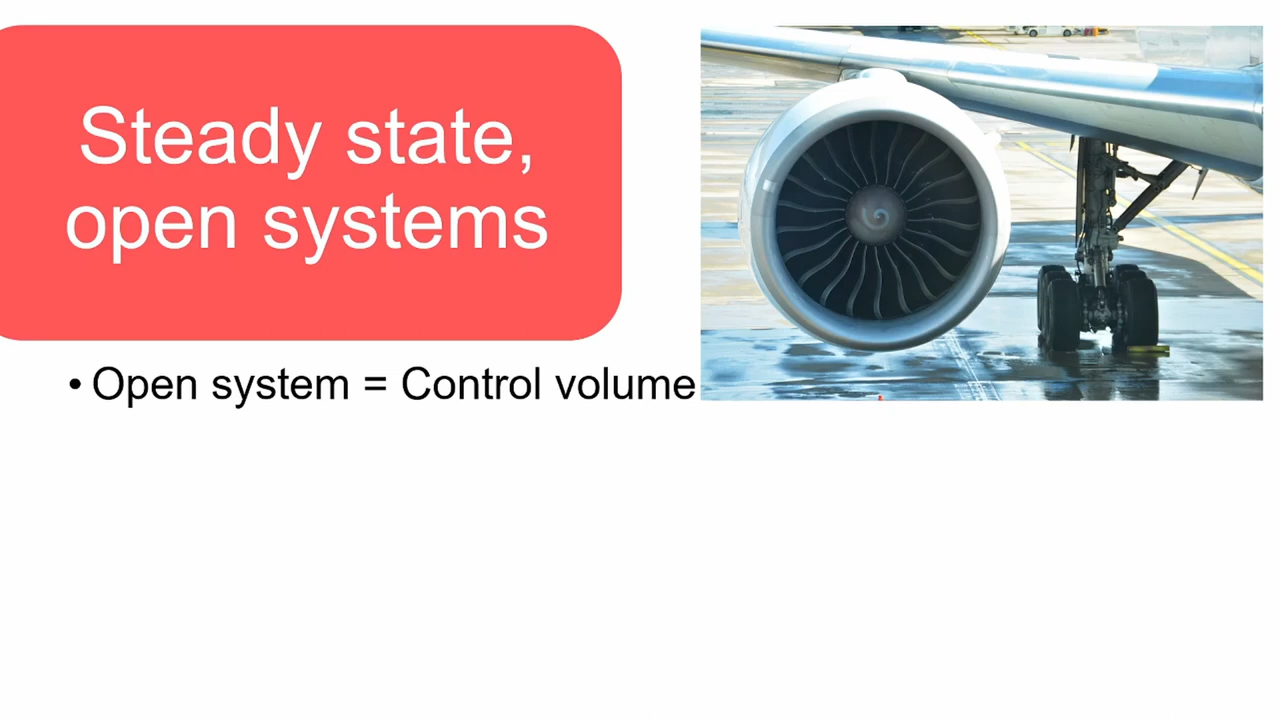 Steady state,
open systems
• Open system = Control volume